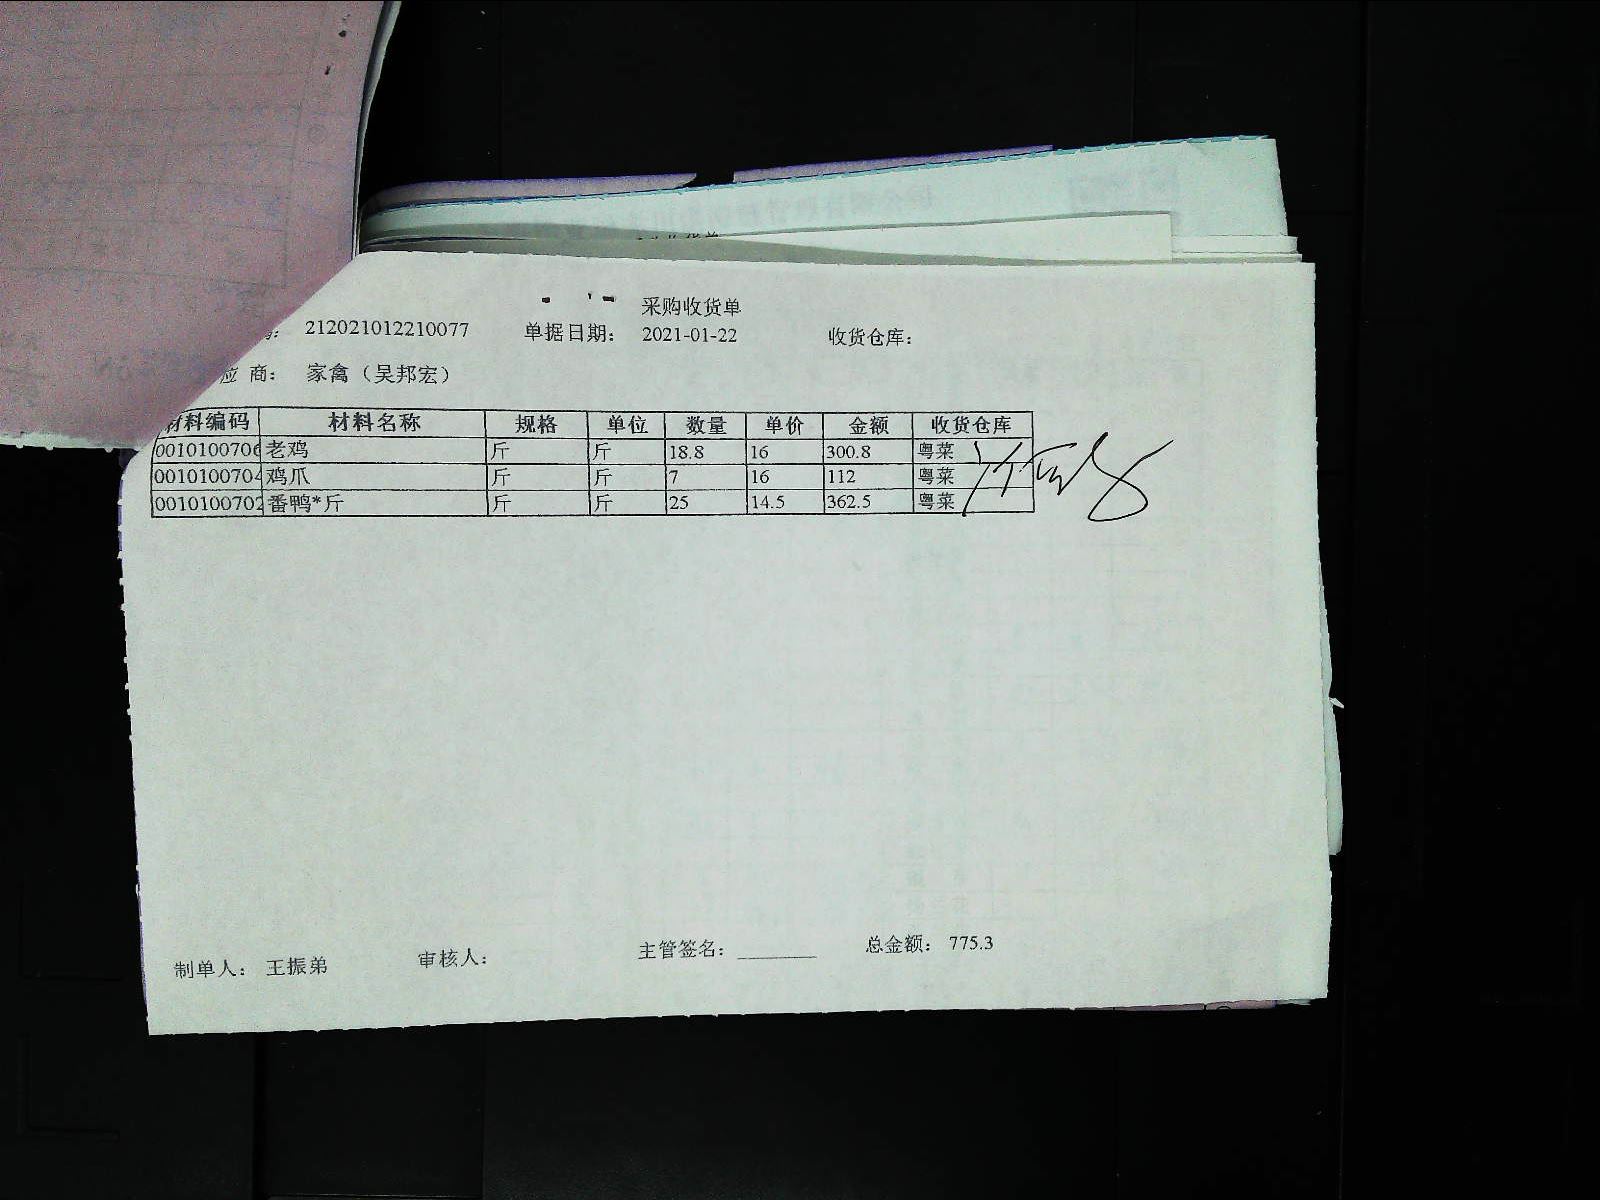 采购收货单
212021012210077 单据日期： 2021-01-22 收货仓库：
应 商： 家禽（吴邦宏）
材料编码 材料名称 规格 单位 数量 单价 金额 收货仓库
0010100706 老鸡 斤 斤 18.8 16 300.8 粤菜
0010100704 鸡爪 斤 斤 7 16 112 粤菜
0010100702 番鸭*斤 斤 斤 25 14.5 362.5 粤菜
制单人： 王振弟 审核人： 主管签名： ________ 总金额： 775.3